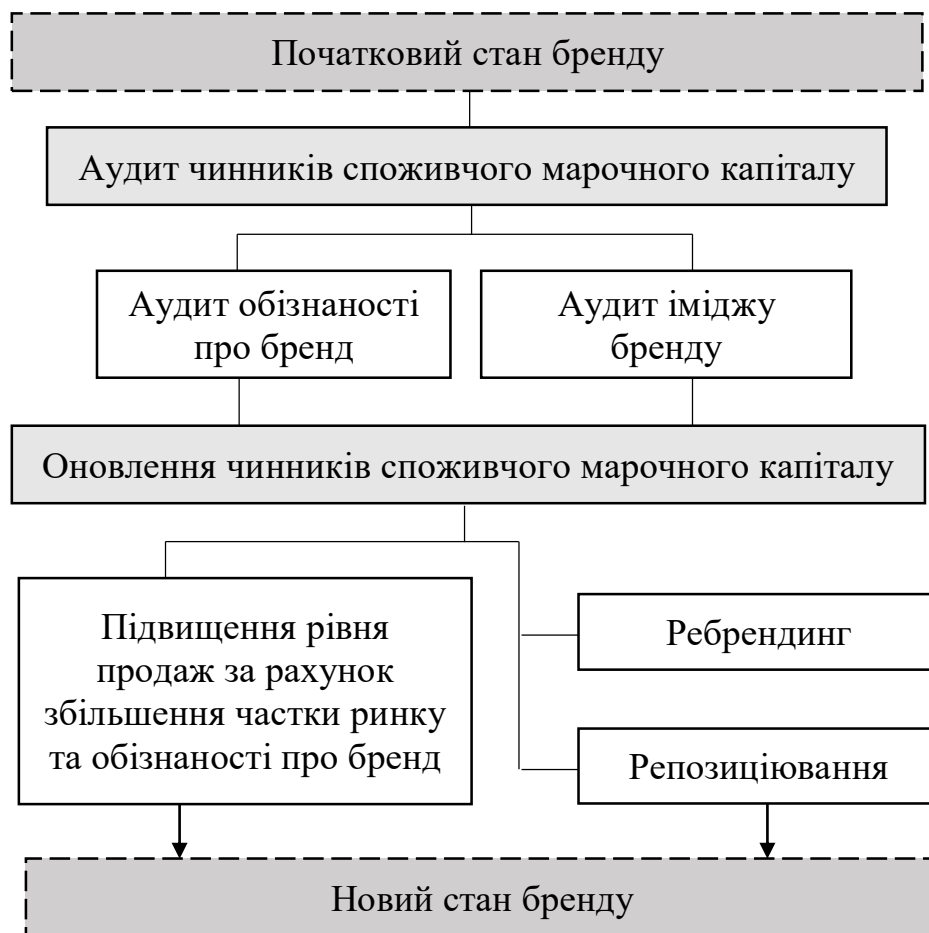 Початковий стан бренду
Аудит чинників споживчого марочного капіталу
Аудит обізнаності
про бренд
Аудит іміджу
бренду
Оновлення чинників споживчого марочного капіталу
Підвищення рівня
продаж за рахунок
збільшення частки ринку
та обізнаності про бренд
Ребрендинг
Репозиціювання
Новий стан бренду